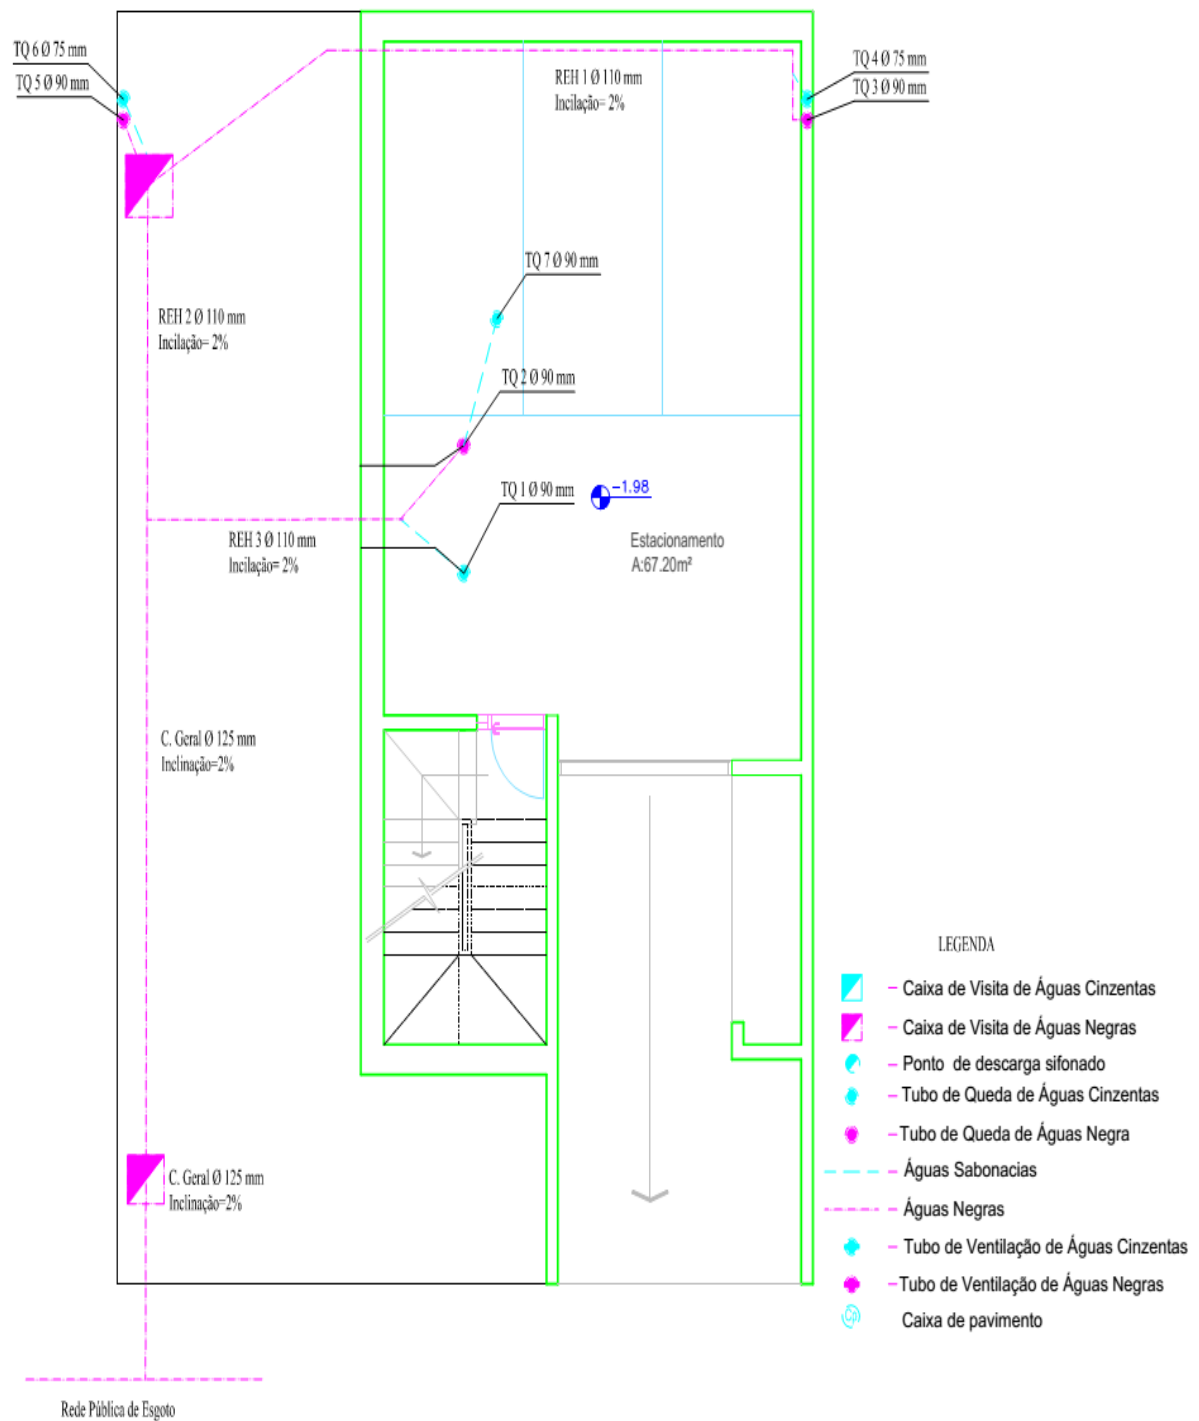 TQ 6 Ø 75 mm
TQ 5 Ø 90 mm
REH 1 Ø 110 mm
Incilação= 2%
TQ 4 Ø 75 mm
TQ 3 Ø 90 mm
TQ 7 Ø 90 mm
REH 2 Ø 110 mm
Incilação= 2%
TQ 2 Ø 90 mm
TQ 1 Ø 90 mm
-1.98
REH 3 Ø 110 mm
Incilação= 2%
Estacionamento
A:67.20m²
C. Geral Ø 125 mm
Inclinação=2%
C. Geral Ø 125 mm
Inclinação=2%
Rede Pública de Esgoto
LEGENDA
Caixa de Visita de Águas Cinzentas
Caixa de Visita de Águas Negras
Ponto de descarga sifonado
Tubo de Queda de Águas Cinzentas
Tubo de Queda de Águas Negra
Águas Sabonacias
Águas Negras
Tubo de Ventilação de Águas Cinzentas
Tubo de Ventilação de Águas Negras
Cp
Caixa de pavimento